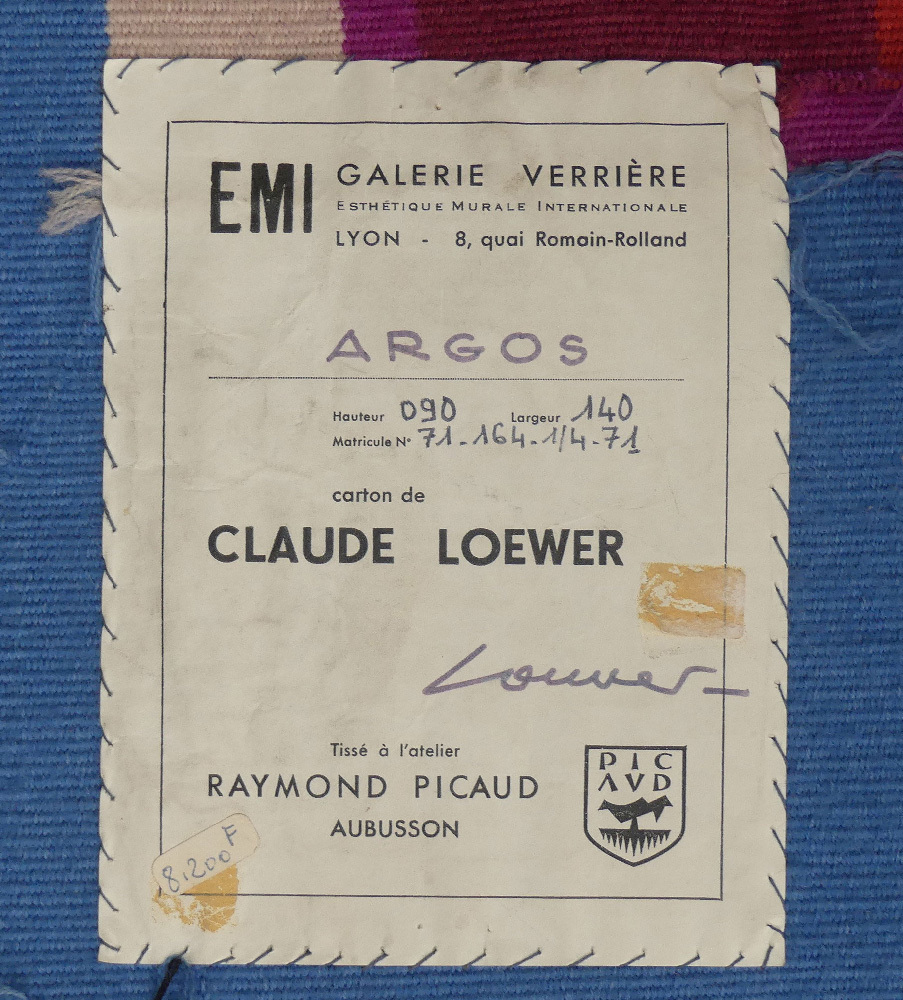 EMI GALERIE VERRIÈRE
ESTHÉTIQUE MURALE INTERNATIONALE
LYON - 8, quai Romain-Rolland
ARGOS
Hauteur 090 Largeur 140
Matricule N° 71-164-1/4-71
carton de
CLAUDE LOEWER
Loewer
Tissé à l'atelier
RAYMOND PICAUD
AUBUSSON
PIC
AVD
8.200 F